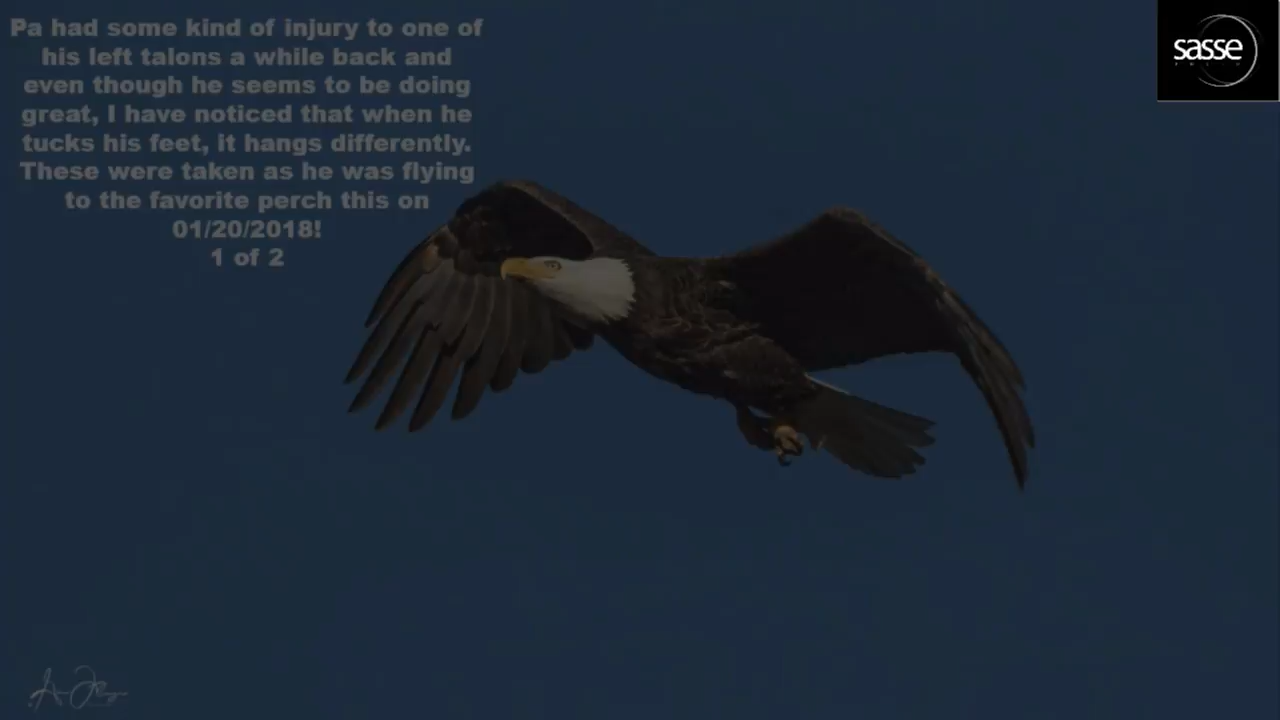 Pa had some kind of injury to one of
his left talons a while back and
even though he seems to be doing
great, I have noticed that when he
tucks his feet, it hangs differently.
These were taken as he was flying
to the favorite perch this on
01/20/2018!
1 of 2
sasse